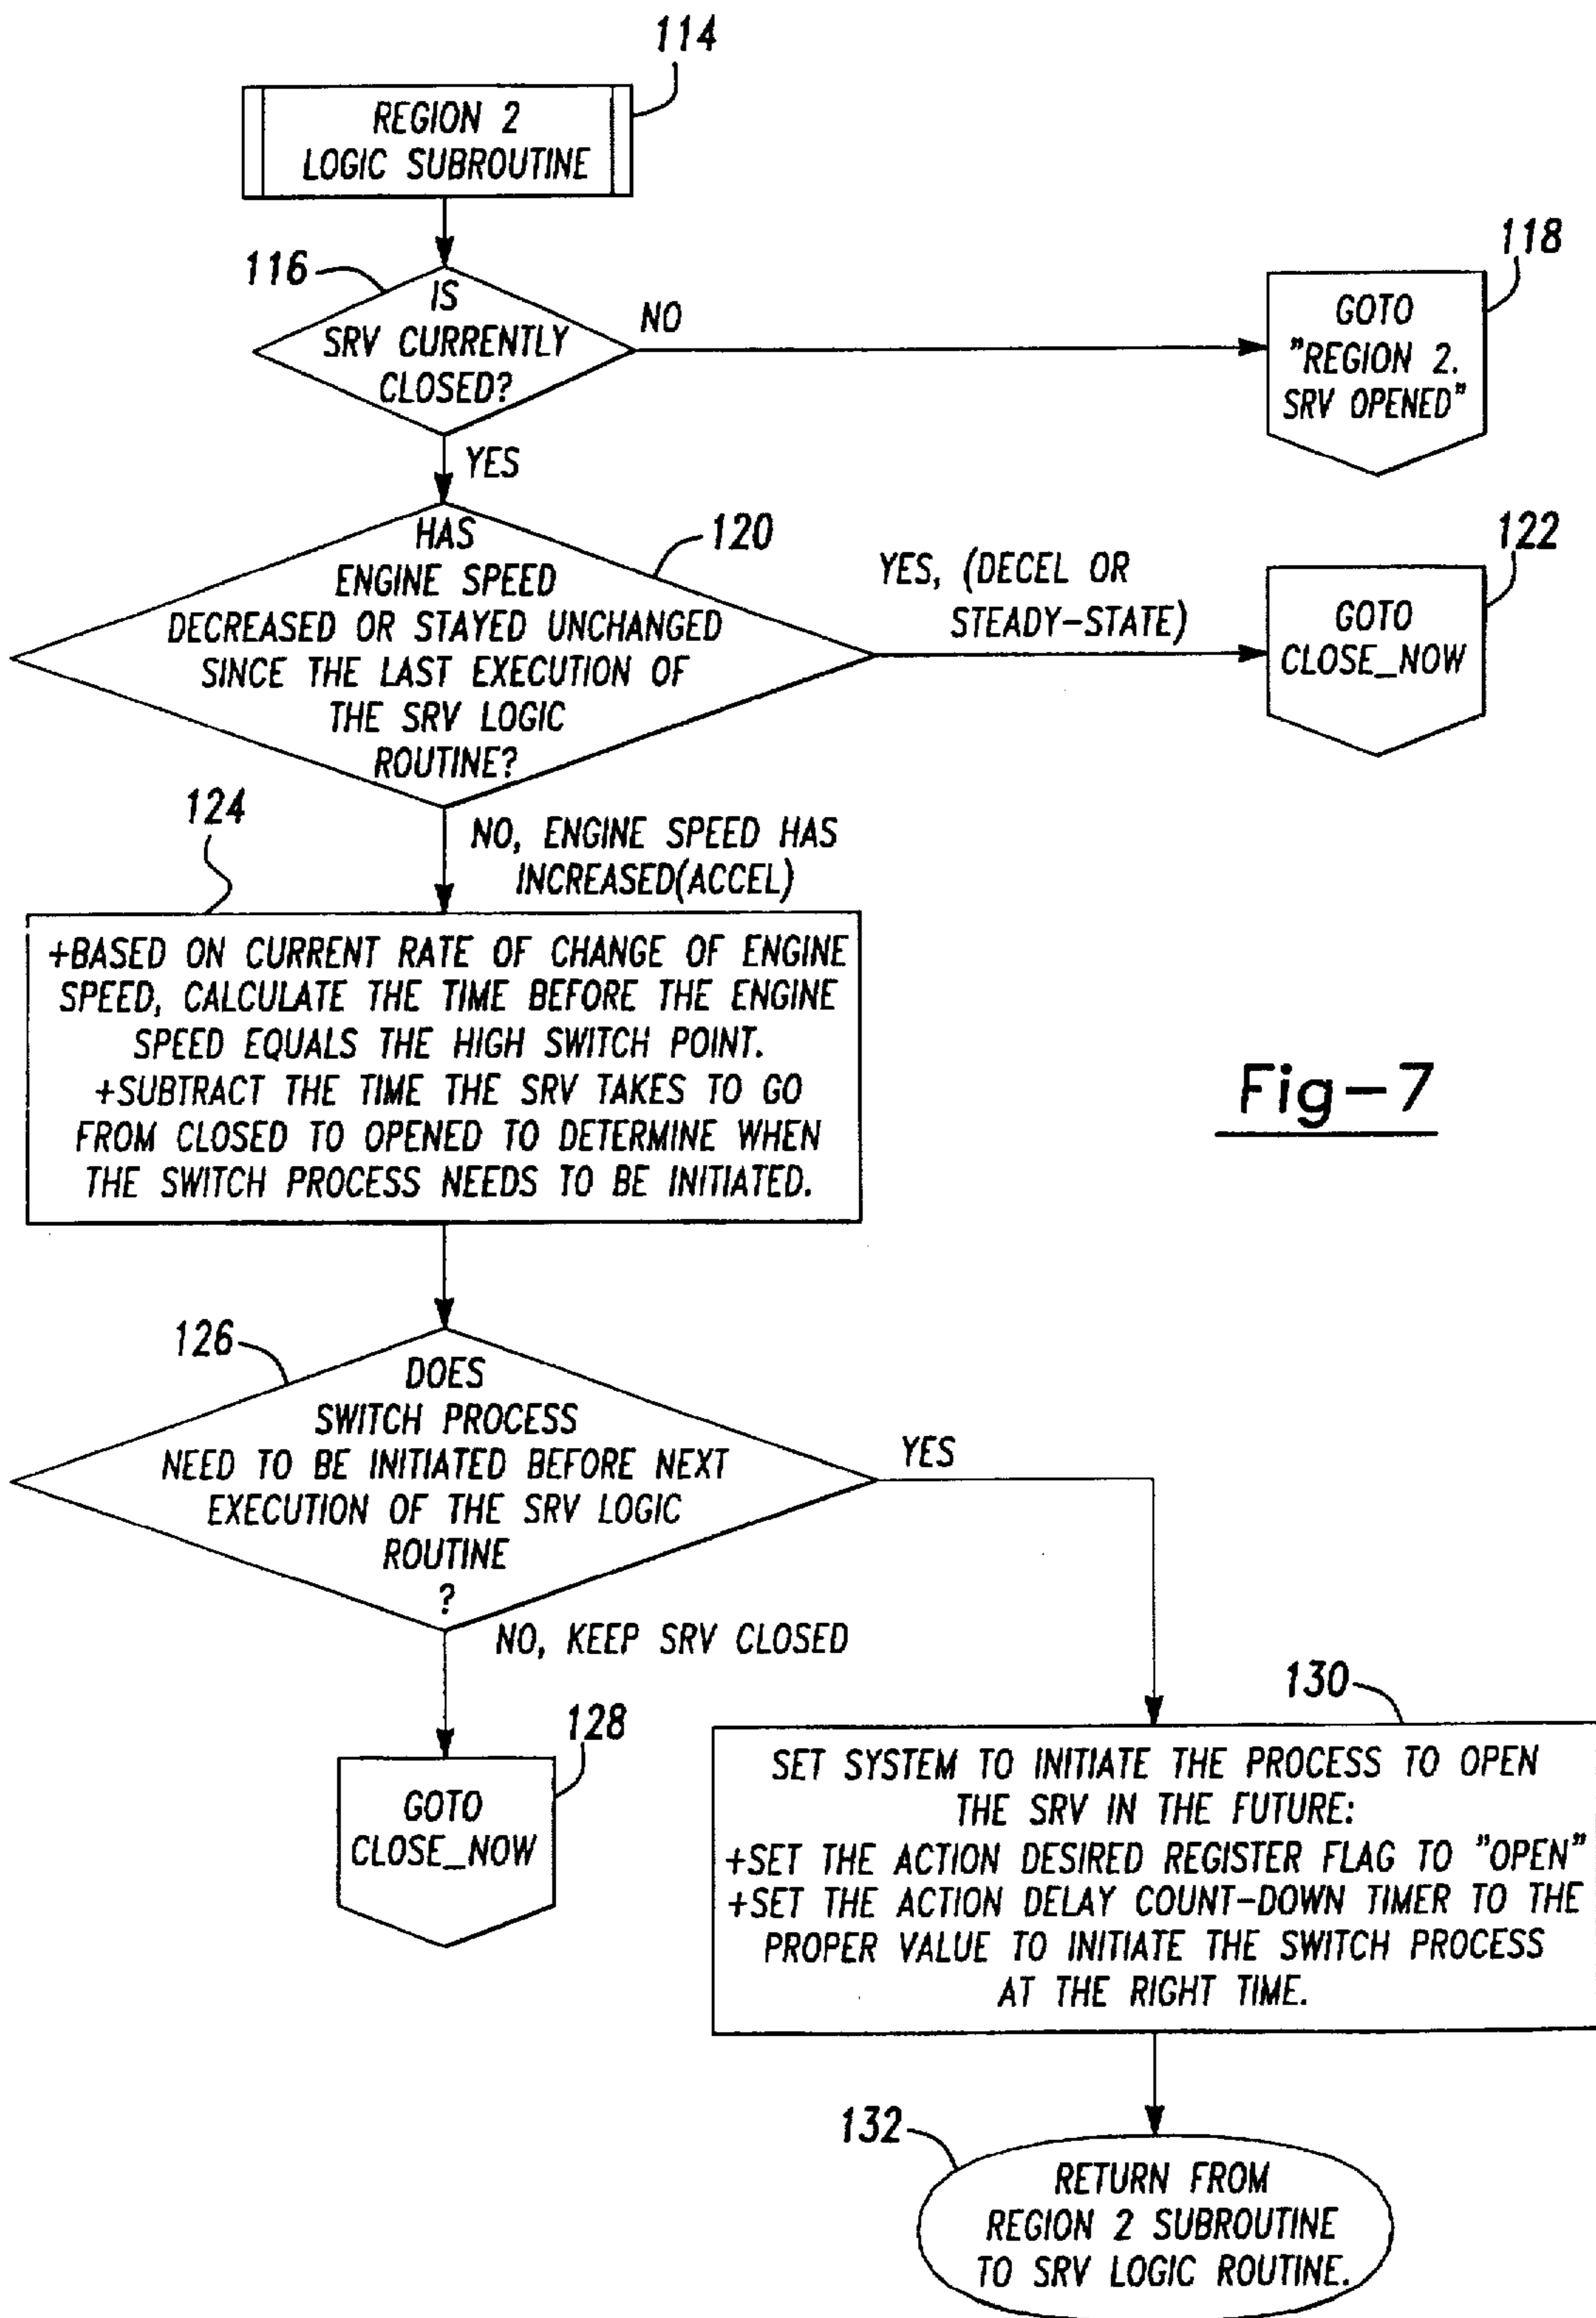 114
REGION 2
LOGIC SUBROUTINE
116
IS
SRV CURRENTLY
CLOSED?
NO
118
GOTO
"REGION 2.
SRV OPENED"
YES
120
HAS
ENGINE SPEED
DECREASED OR STAYED UNCHANGED
SINCE THE LAST EXECUTION OF
THE SRV LOGIC
ROUTINE?
YES, (DECEL OR
STEADY-STATE)
122
GOTO
CLOSE_NOW
NO, ENGINE SPEED HAS
INCREASED(ACCEL)
124
+BASED ON CURRENT RATE OF CHANGE OF ENGINE
SPEED, CALCULATE THE TIME BEFORE THE ENGINE
SPEED EQUALS THE HIGH SWITCH POINT.
+SUBTRACT THE TIME THE SRV TAKES TO GO
FROM CLOSED TO OPENED TO DETERMINE WHEN
THE SWITCH PROCESS NEEDS TO BE INITIATED.
Fig-7
126
DOES
SWITCH PROCESS
NEED TO BE INITIATED BEFORE NEXT
EXECUTION OF THE SRV LOGIC
ROUTINE
?
YES
NO, KEEP SRV CLOSED
128
GOTO
CLOSE_NOW
130
SET SYSTEM TO INITIATE THE PROCESS TO OPEN
THE SRV IN THE FUTURE:
+SET THE ACTION DESIRED REGISTER FLAG TO "OPEN"
+SET THE ACTION DELAY COUNT-DOWN TIMER TO THE
PROPER VALUE TO INITIATE THE SWITCH PROCESS
AT THE RIGHT TIME.
132
RETURN FROM
REGION 2 SUBROUTINE
TO SRV LOGIC ROUTINE.